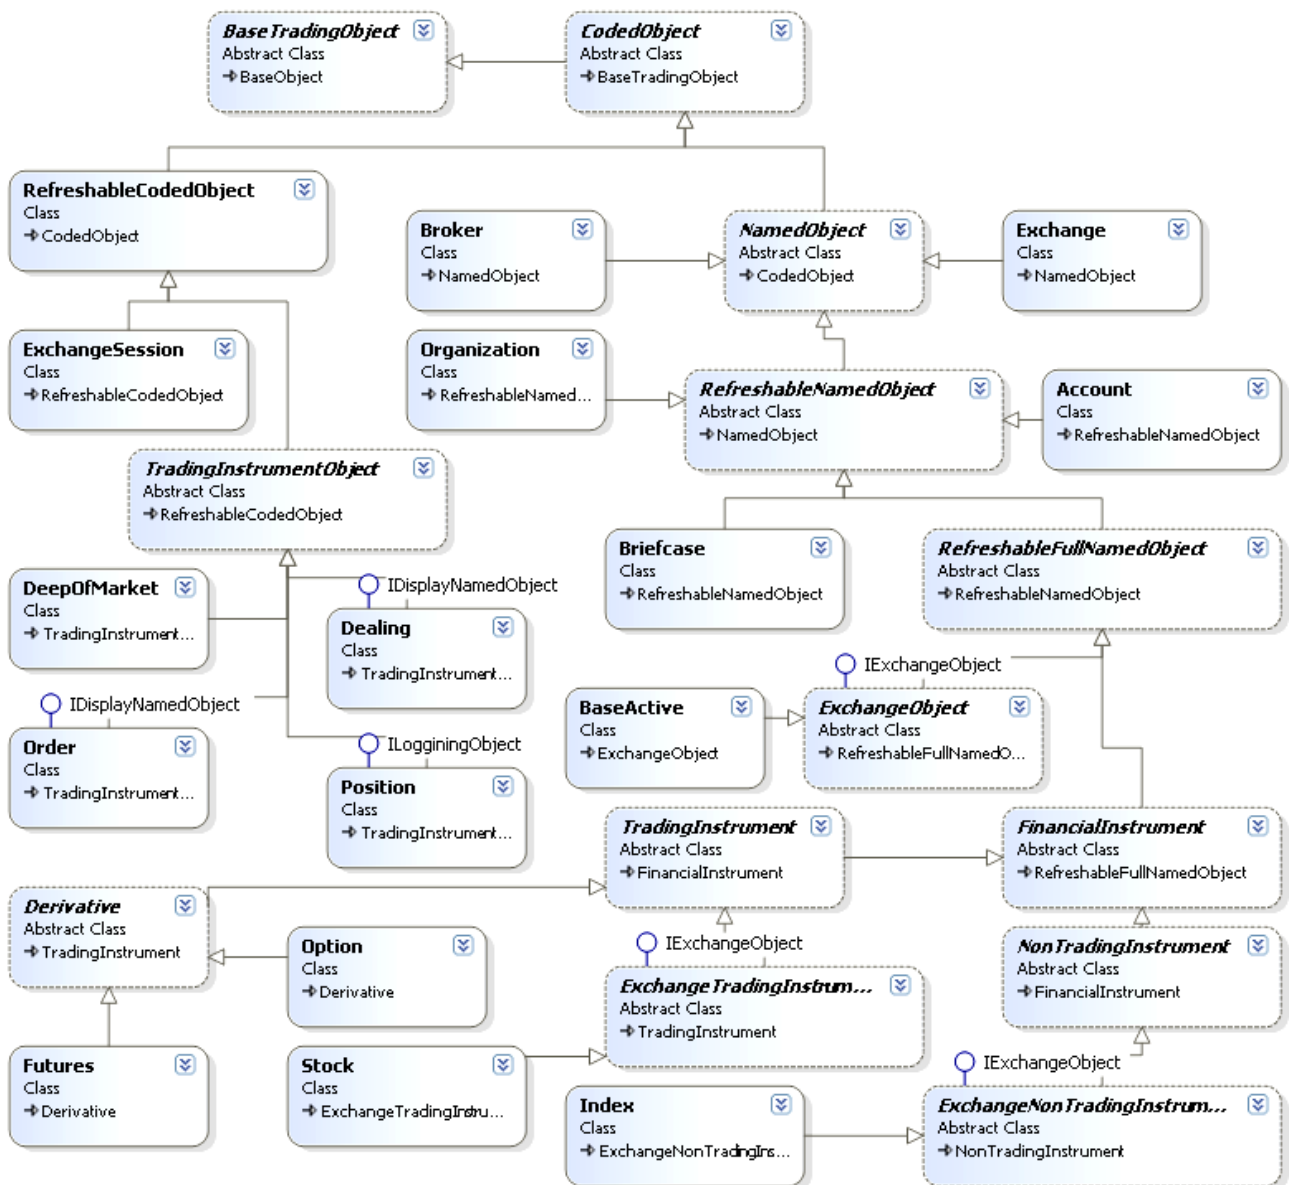 BaseTradingObject
Abstract Class
BaseObject
CodedObject
Abstract Class
BaseTradingObject
RefreshableCodedObject
Class
CodedObject
Broker
Class
NamedObject
NamedObject
Abstract Class
CodedObject
Exchange
Class
NamedObject
ExchangeSession
Class
RefreshableCodedObject
Organization
Class
RefreshableNamed...
RefreshableNamedObject
Abstract Class
NamedObject
Account
Class
RefreshableNamedObject
TradingInstrumentObject
Abstract Class
RefreshableCodedObject
Briefcase
Class
RefreshableNamedObject
RefreshableFullNamedObject
Abstract Class
RefreshableNamedObject
DeepOfMarket
Class
TradingInstrument...
IDisplayNamedObject
Dealing
Class
TradingInstrument...
IDisplayNamedObject
Order
Class
TradingInstrument...
ILogginingObject
Position
Class
TradingInstrument...
BaseActive
Class
ExchangeObject
IExchangeObject
ExchangeObject
Abstract Class
RefreshableFullNamedO...
TradingInstrument
Abstract Class
FinancialInstrument
FinancialInstrument
Abstract Class
RefreshableFullNamedObject
Derivative
Abstract Class
TradingInstrument
Option
Class
Derivative
IExchangeObject
ExchangeTradingInstrum...
Abstract Class
TradingInstrument
NonTradingInstrument
Abstract Class
FinancialInstrument
Futures
Class
Derivative
Stock
Class
ExchangeTradingInstru...
Index
Class
ExchangeNonTradingIns...
IExchangeObject
ExchangeNonTradingInstrum...
Abstract Class
NonTradingInstrument